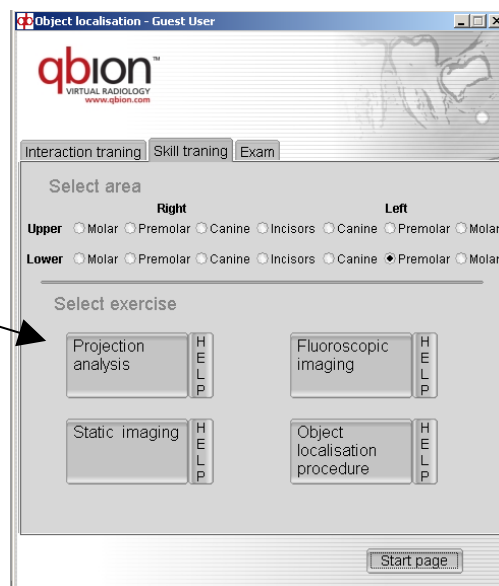 Object localisation - Guest User
qbion™
VIRTUAL RADIOLOGY
www.qbion.com
Interaction traning Skill traning Exam
Select area
Right Left
Upper Molar Premolar Canine Incisors Canine Premolar Molar
Lower Molar Premolar Canine Incisors Canine Premolar Molar
Select exercise
Projection analysis HELP
Fluoroscopic imaging HELP
Static imaging HELP
Object localisation procedure HELP
Start page